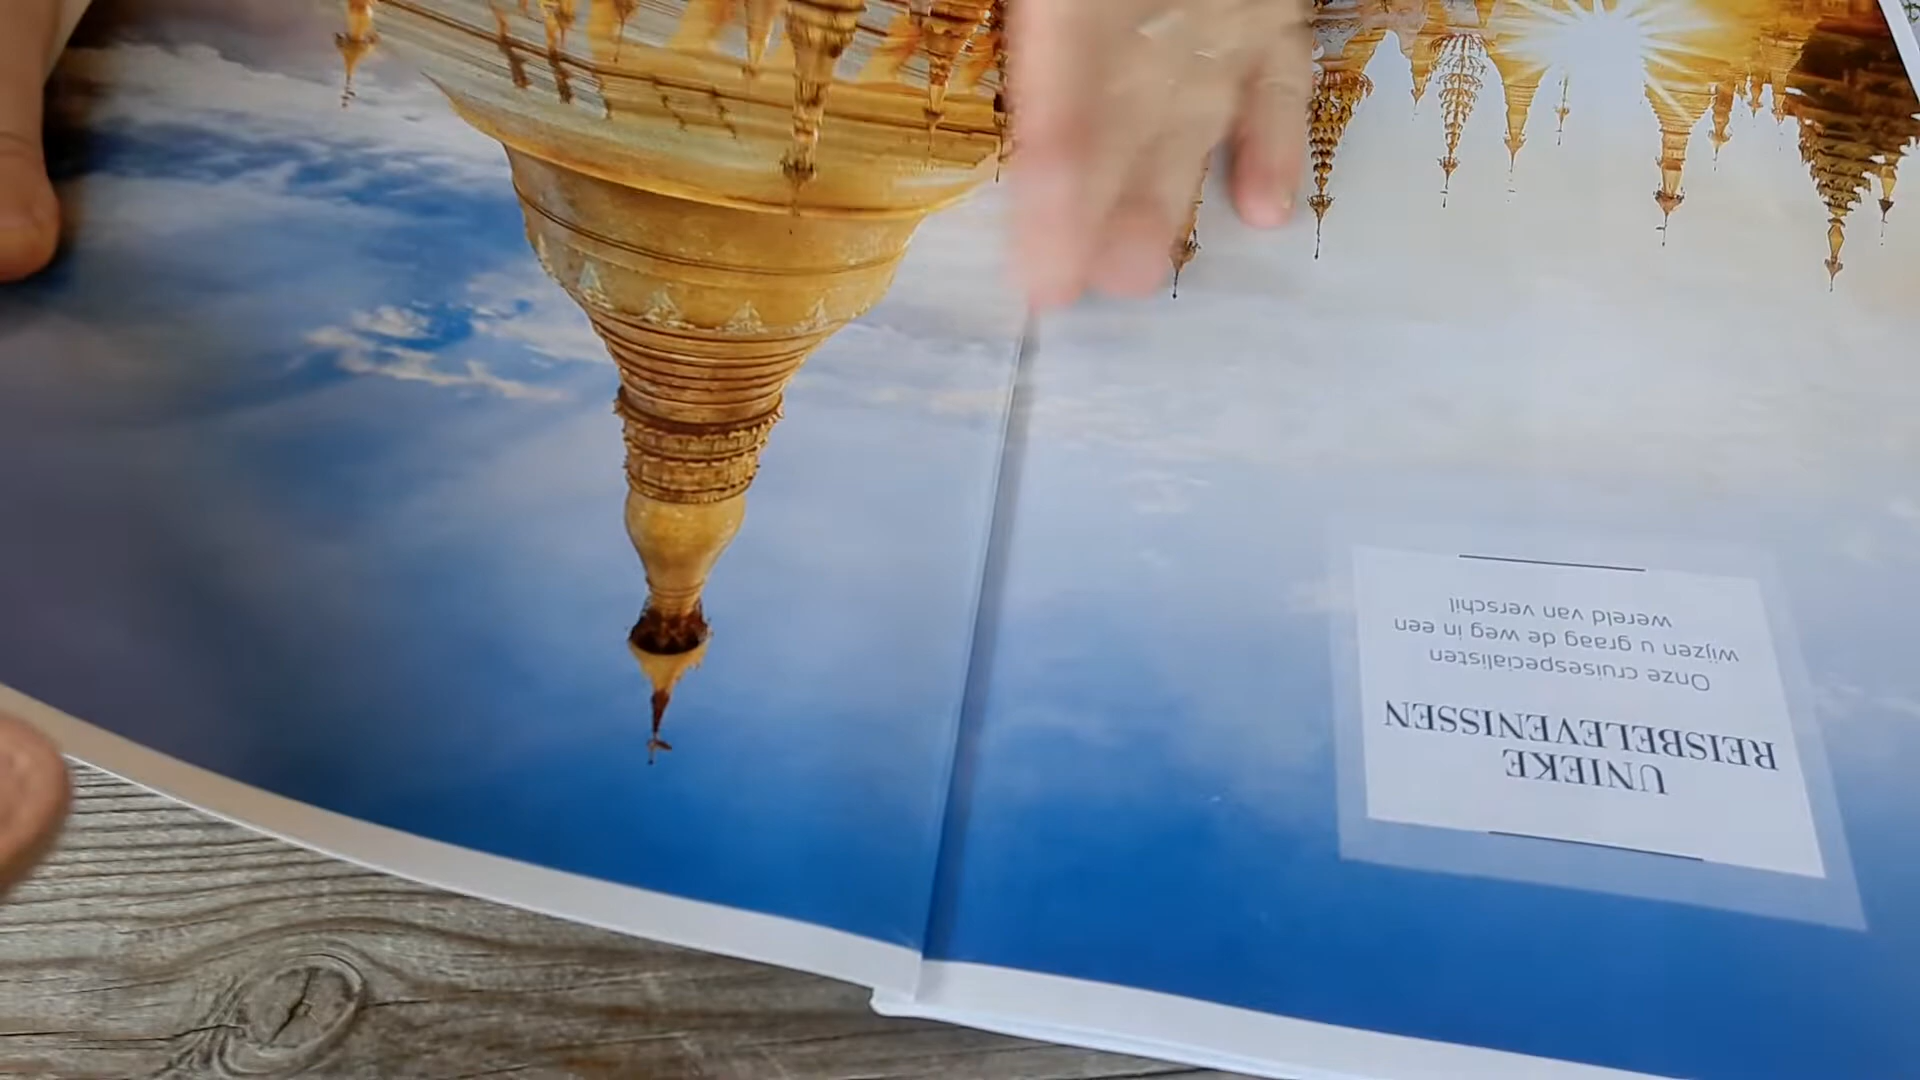 UNIEKE
REISBELEVENISSEN
Onze cruisespecialisten
wijzen u graag de weg in een
wereld van verschil